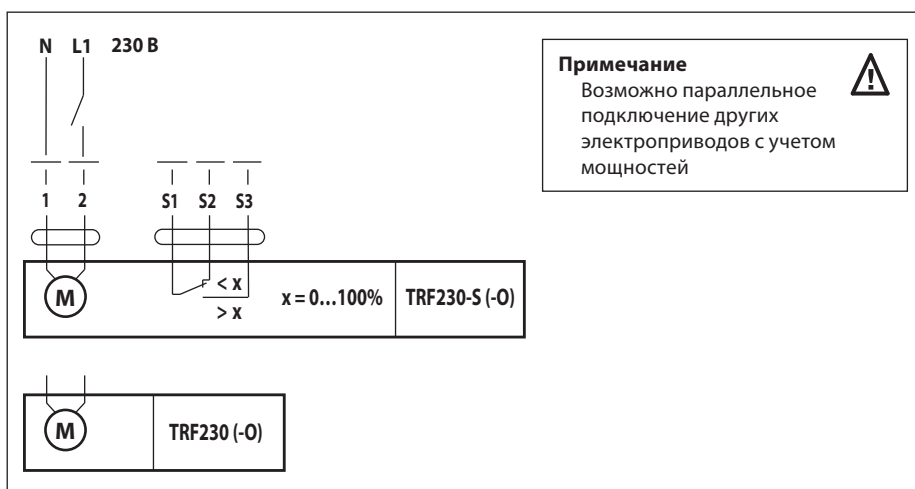 N L1 230 В
Примечание
Возможно параллельное
подключение других
электроприводов с учетом
мощностей
1 2 S1 S2 S3
M < x
> x
x = 0...100% TRF230-S (-O)
M TRF230 (-O)